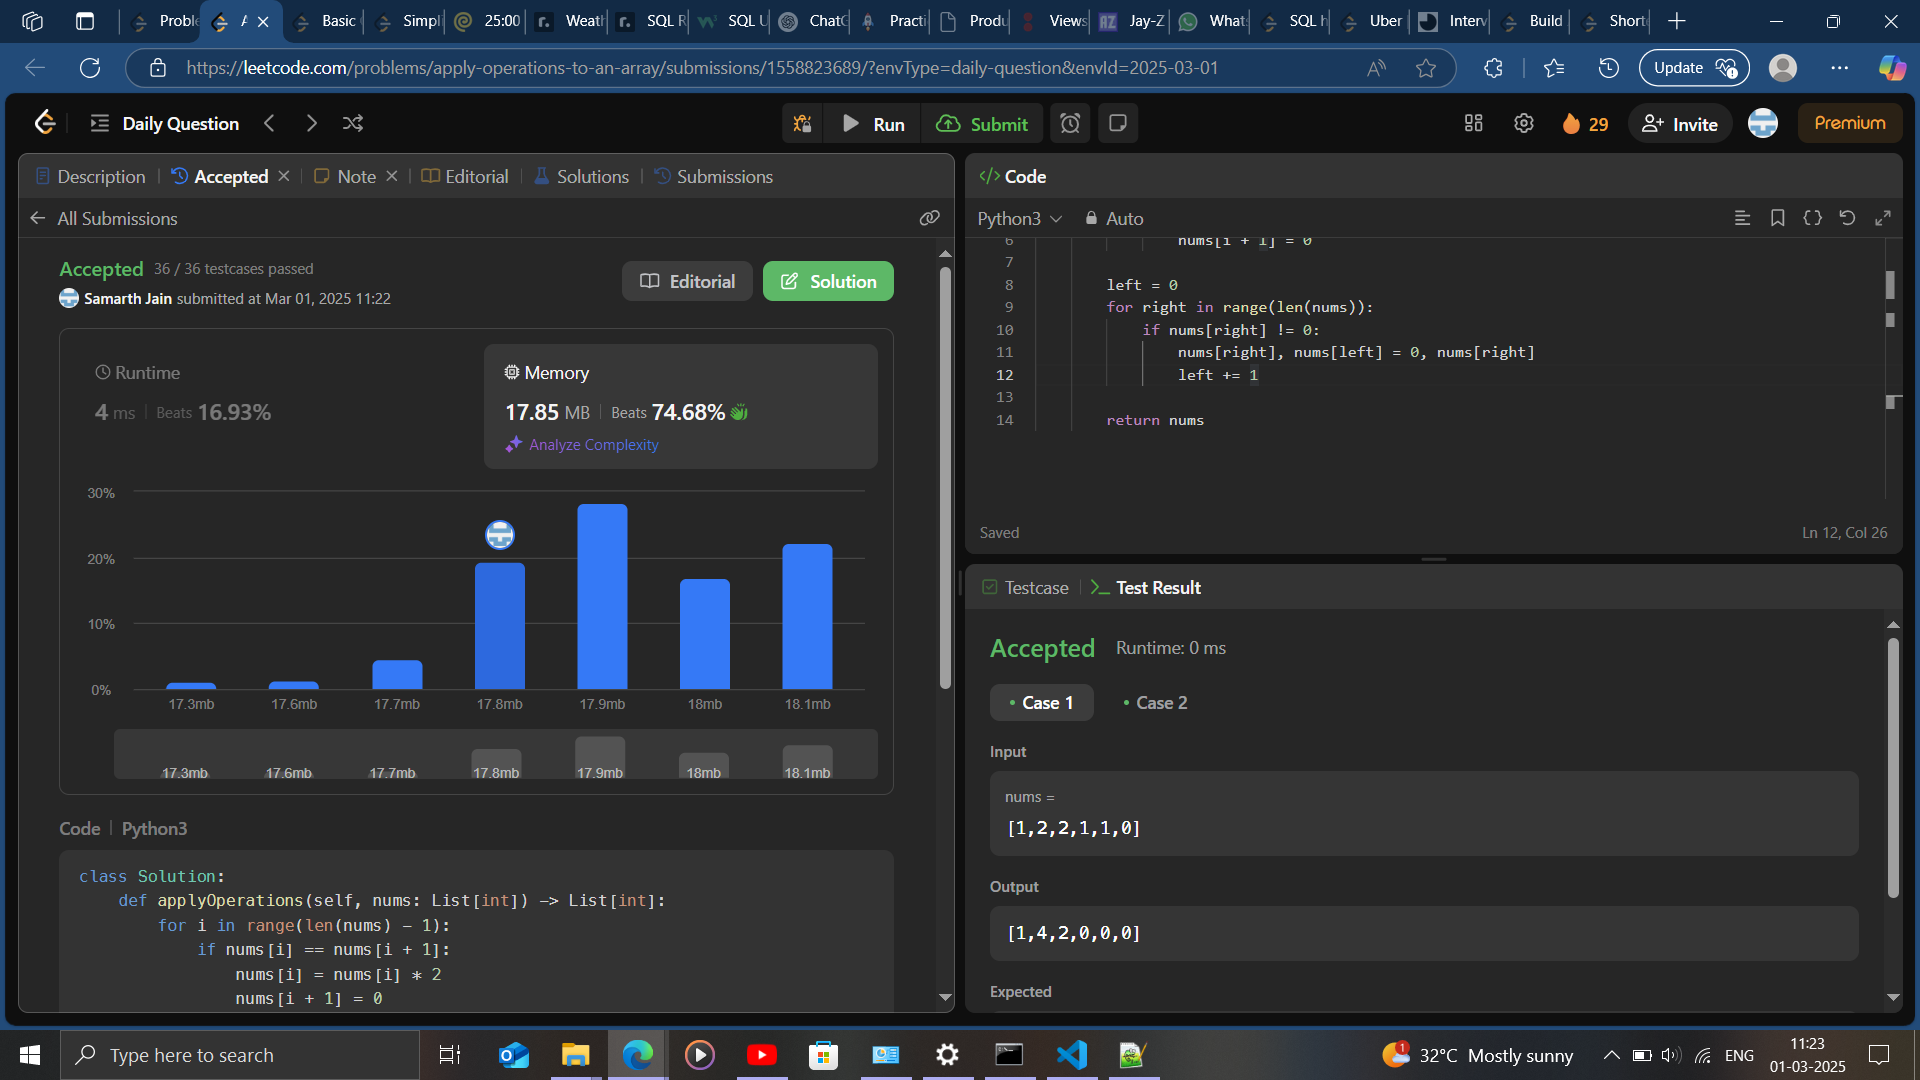 Proble
A
Basic
Simpli
25:00
Weath
SQL R
SQL U
ChatG
Practi
Produ
Views
Jay-Z
What
SQL h
Uber
Interv
Build
Short
https://leetcode.com/problems/apply-operations-to-an-array/submissions/1558823689/?envType=daily-question&envId=2025-03-01
Update
Daily Question
Run
Submit
29
Invite
Premium
Description
Accepted
Note
Editorial
Solutions
Submissions
All Submissions
Accepted 36 / 36 testcases passed
Samarth Jain submitted at Mar 01, 2025 11:22
Editorial
Solution
Runtime
4 ms Beats 16.93%
Memory
17.85 MB Beats 74.68%
Analyze Complexity
30%
20%
10%
0%
17.3mb 17.6mb 17.7mb 17.8mb 17.9mb 18mb 18.1mb
17.3mb 17.6mb 17.7mb 17.8mb 17.9mb 18mb 18.1mb
Code | Python3
class Solution:
def applyOperations(self, nums: List[int]) -> List[int]:
for i in range(len(nums) - 1):
if nums[i] == nums[i + 1]:
nums[i] = nums[i] * 2
nums[i + 1] = 0
</> Code
Python3
Auto
6 nums[i + 1] = 0
7
8 left = 0
9 for right in range(len(nums)):
10 if nums[right] != 0:
11 nums[right], nums[left] = 0, nums[right]
12 left += 1
13
14 return nums
Saved
Ln 12, Col 26
Testcase
Test Result
Accepted Runtime: 0 ms
• Case 1 • Case 2
Input
nums =
[1,2,2,1,1,0]
Output
[1,4,2,0,0,0]
Expected
Type here to search
1
32°C Mostly sunny
ENG
11:23
01-03-2025